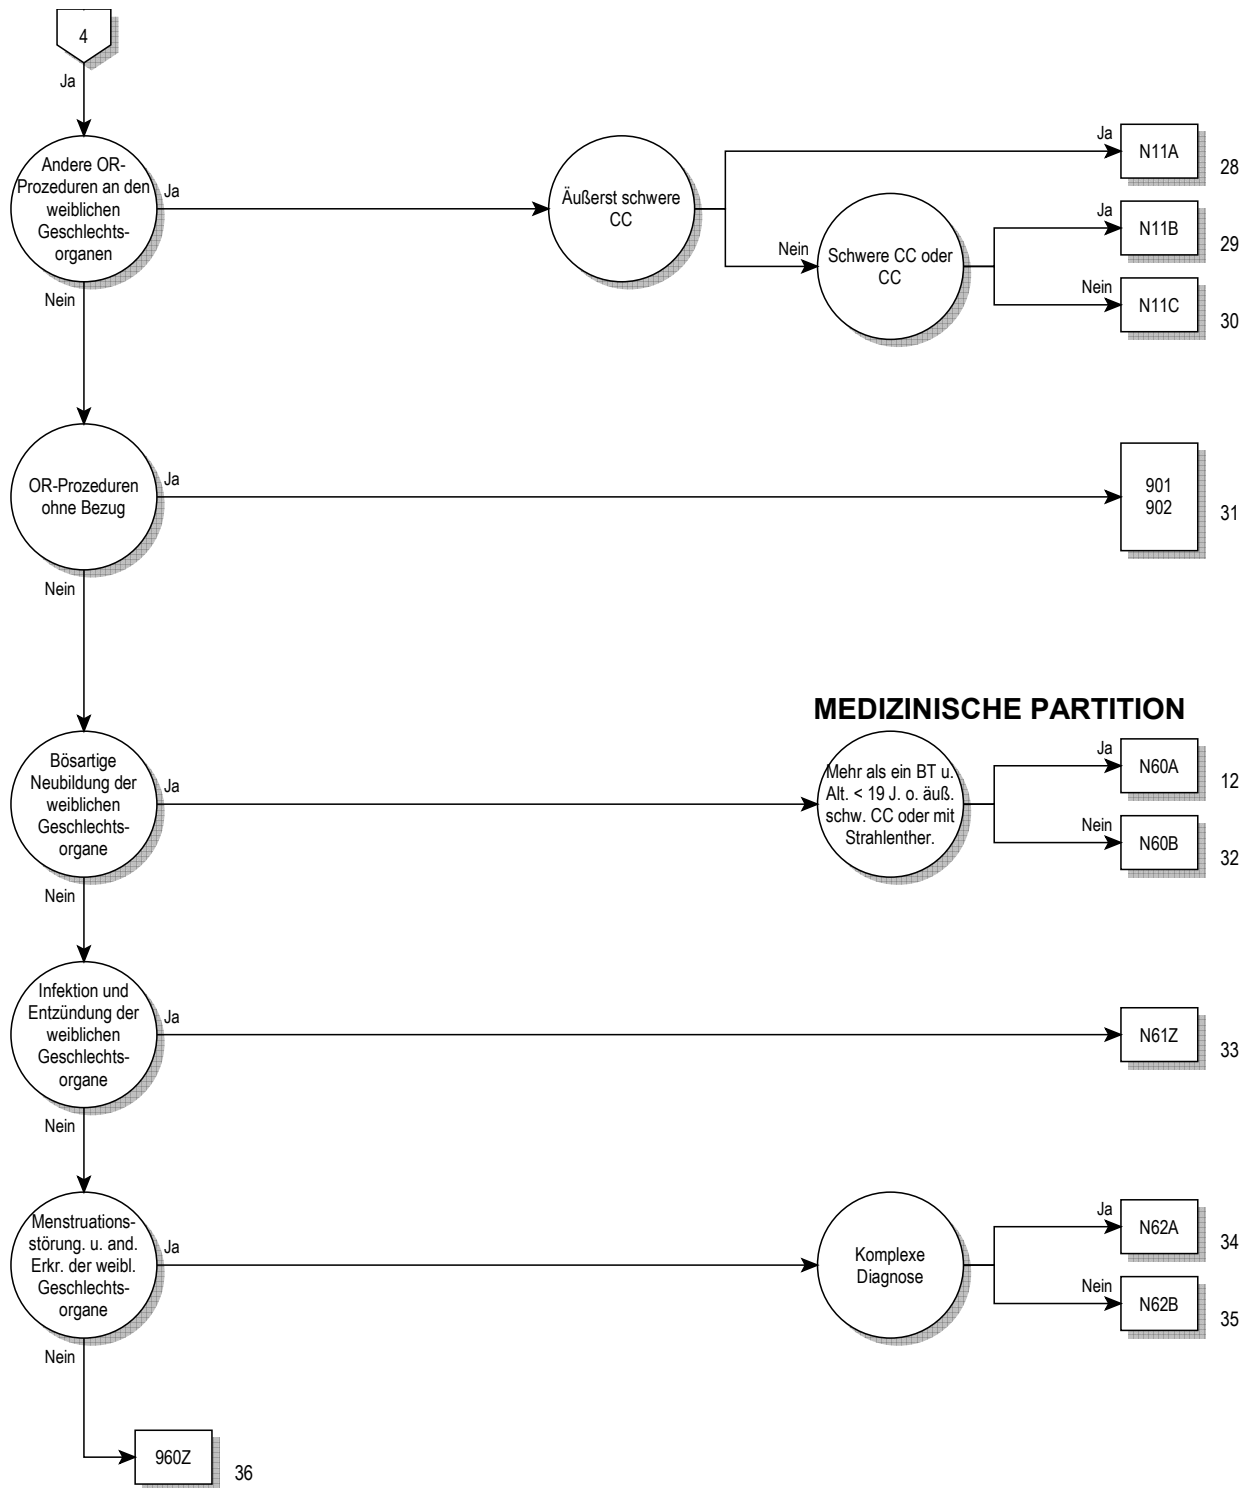 4
Ja
Andere OR-
Prozeduren an den
weiblichen
Geschlechts-
organen
Ja
Äußerst schwere
CC
Ja
N11A
28
Nein
Schwere CC oder
CC
Ja
N11B
29
Nein
N11C
30
Nein
OR-Prozeduren
ohne Bezug
Ja
901
902
31
Nein
MEDIZINISCHE PARTITION
Bösartige
Neubildung der
weiblichen
Geschlechts-
organe
Ja
Mehr als ein BT u.
Alt. < 19 J. o. äuß.
schw. CC oder mit
Strahlenther.
Ja
N60A
12
Nein
N60B
32
Nein
Infektion und
Entzündung der
weiblichen
Geschlechts-
organe
Ja
N61Z
33
Nein
Menstruations-
störung. u. and.
Erkr. der weibl.
Geschlechts-
organe
Ja
Komplexe
Diagnose
Ja
N62A
34
Nein
N62B
35
Nein
960Z
36